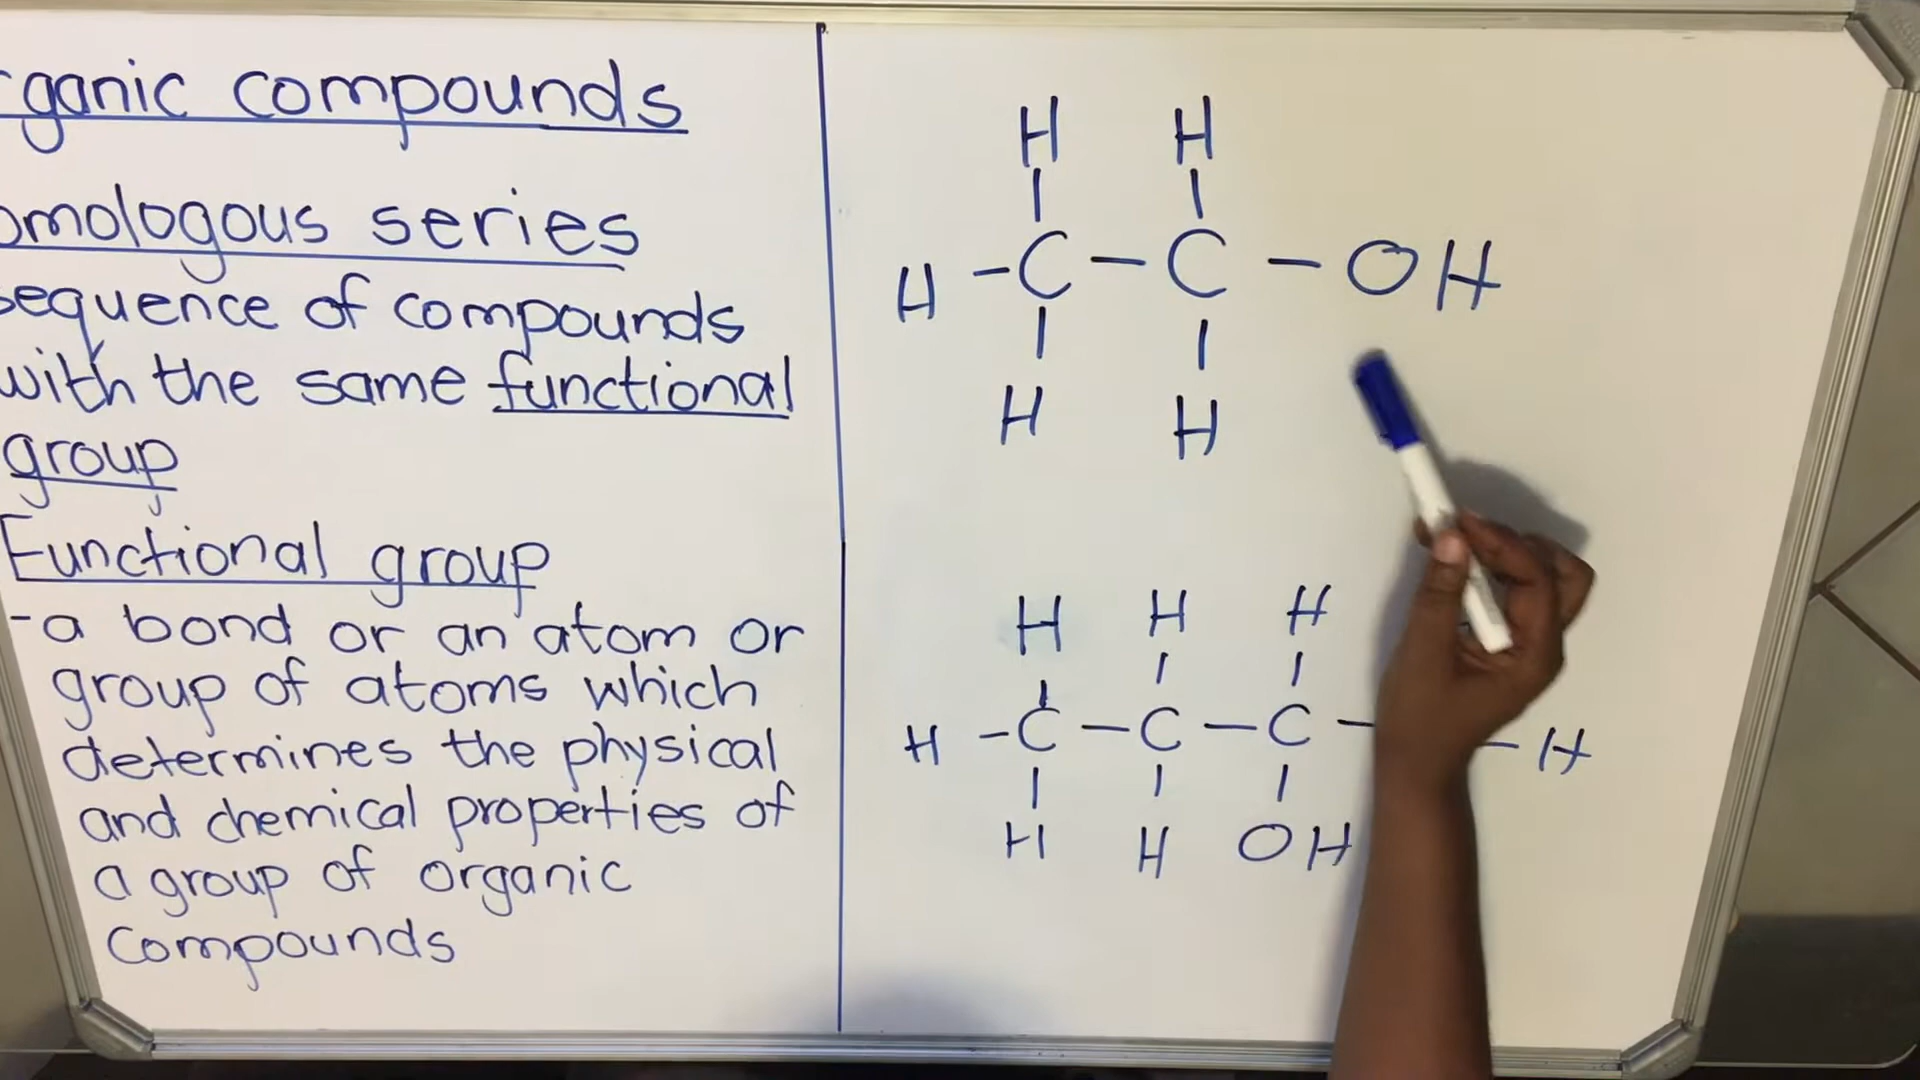 rganic compounds
omologous series
sequence of compounds
with the same functional
group
Functional group
-a bond or an atom or
group of atoms which
determines the physical
and chemical properties of
a group of organic
compounds
H H
H - C - C - OH
H H
H H H
H - C - C - C - - H
H H OH